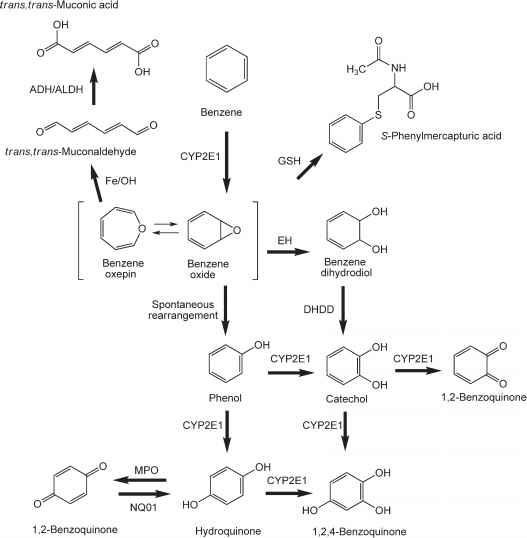 trans,trans-Muconic acid
O
OH
O
OH
ADH/ALDH
O
O
trans,trans-Muconaldehyde
Fe/OH
Benzene
CYP2E1
O
H3C
NH
OH
S
O
S-Phenylmercapturic acid
GSH
O
O
Benzene
oxepin
Benzene
oxide
EH
OH
OH
Benzene
dihydrodiol
Spontaneous
rearrangement
DHDD
OH
Phenol
CYP2E1
OH
OH
Catechol
CYP2E1
O
O
1,2-Benzoquinone
CYP2E1
CYP2E1
O
O
1,2-Benzoquinone
MPO
NQ01
OH
HO
Hydroquinone
CYP2E1
OH
OH
HO
1,2,4-Benzoquinone